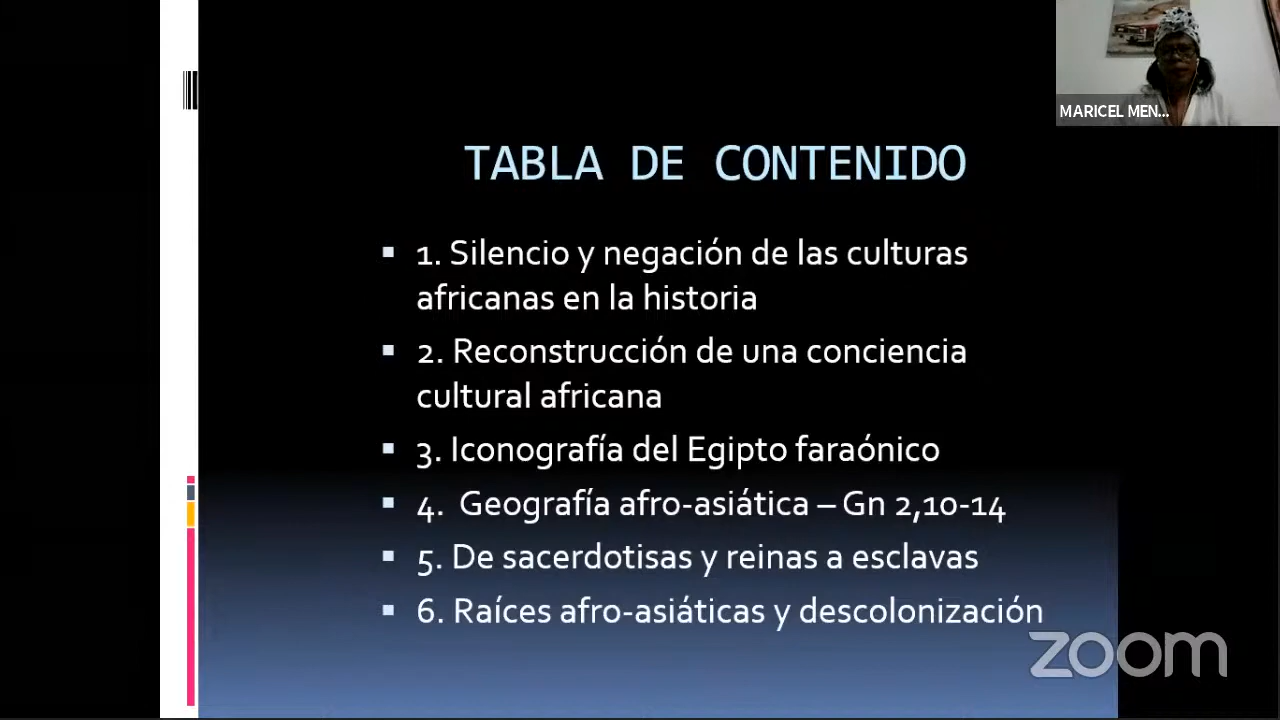 MARICEL MEN...
TABLA DE CONTENIDO
1. Silencio y negación de las culturas
africanas en la historia
2. Reconstrucción de una conciencia
cultural africana
3. Iconografía del Egipto faraónico
4. Geografía afro-asiática – Gn 2,10-14
5. De sacerdotisas y reinas a esclavas
6. Raíces afro-asiáticas y descolonización
zoom